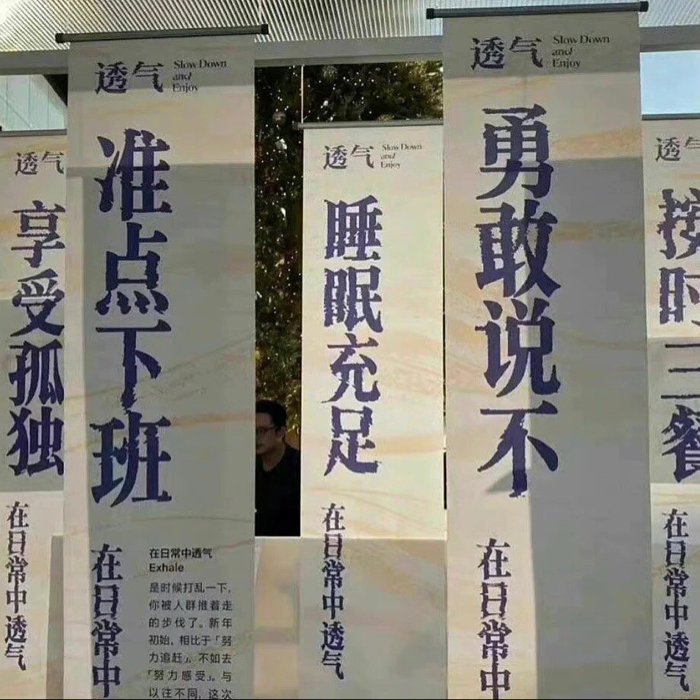 透气
享受孤独
在日常中透气
透气
Slow Down
and
Enjoy
准点下班
在日常中
在日常中透气
Exhale
是时候打乱一下,
你被人群推着走
的步伐了。新年
初始,相比于「努
力追赶」,不如去
「努力感受」。与
以往不同,这次
透气
Slow Down
and
Enjoy
睡眠充足
在日常中透气
透气
Slow Down
and
Enjoy
勇敢说不
在日常中
透气
按时三餐
在日常中透气